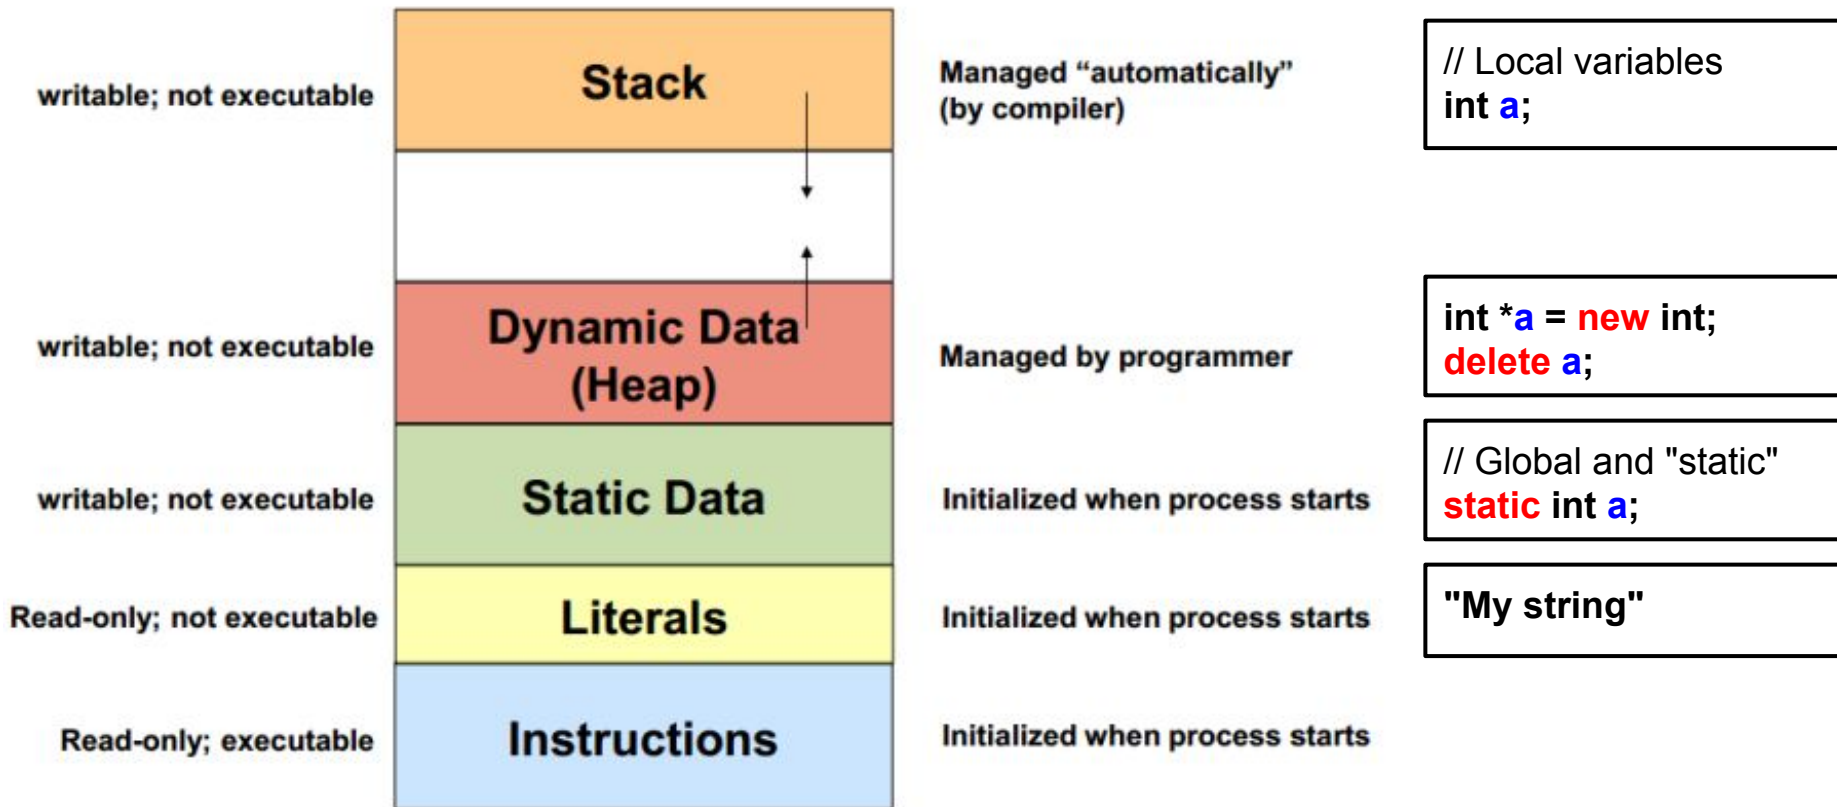 writable; not executable
Stack
Managed “automatically”
(by compiler)
// Local variables
int a;
writable; not executable
Dynamic Data
(Heap)
Managed by programmer
int *a = new int;
delete a;
writable; not executable
Static Data
Initialized when process starts
// Global and "static"
static int a;
Read-only; not executable
Literals
Initialized when process starts
"My string"
Read-only; executable
Instructions
Initialized when process starts